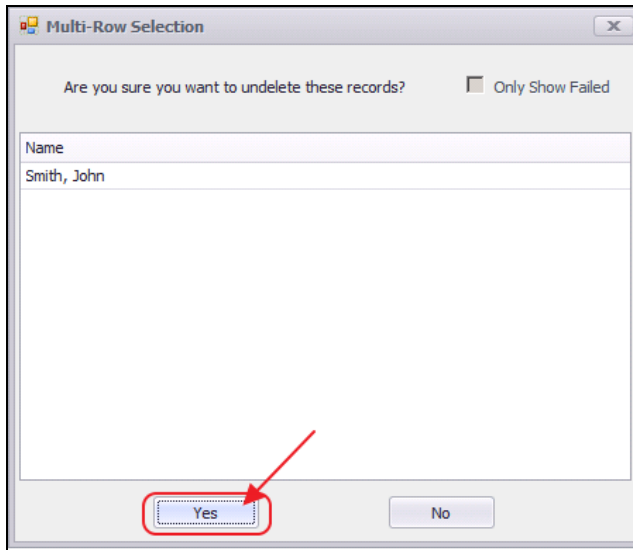 Multi-Row Selection
Are you sure you want to undelete these records? Only Show Failed
Name
Smith, John
Yes No